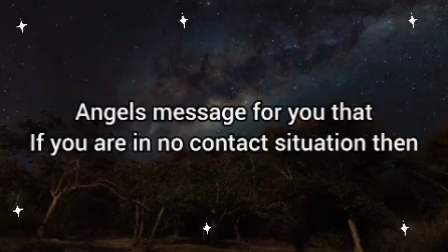 Angels message for you that
If you are in no contact situation then